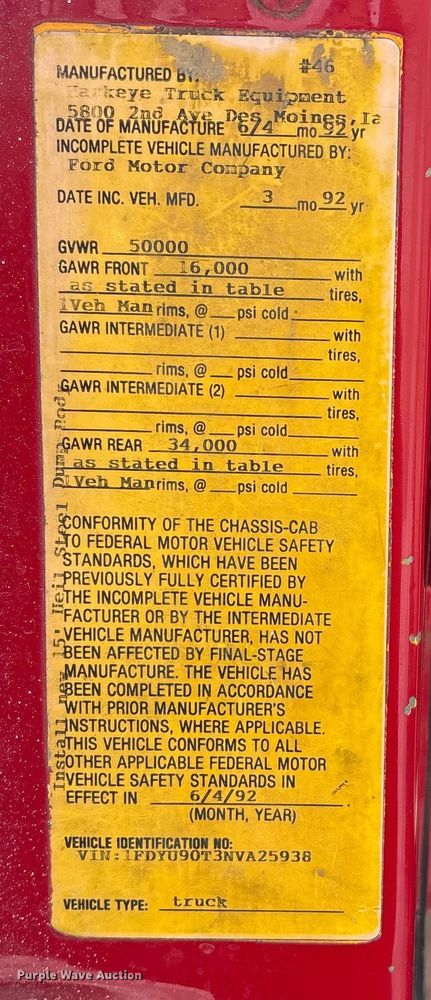 #46
MANUFACTURED BY:
Truck Equipment
5800 2nd Ave Des Moines, Ia
DATE OF MANUFACTURE 6/4 mo 92 yr
INCOMPLETE VEHICLE MANUFACTURED BY:
Ford Motor Company
DATE INC. VEH. MFD. 3 mo 92 yr
GVWR 50000
GAWR FRONT 16,000 with
as stated in table tires,
iVeh Man rims, @ psi cold
GAWR INTERMEDIATE (1) with
tires,
rims, @ psi cold
GAWR INTERMEDIATE (2) with
tires,
rims, @ psi cold
GAWR REAR 34,000 with
as stated in table tires,
iVeh Man rims, @ psi cold
CONFORMITY OF THE CHASSIS-CAB
TO FEDERAL MOTOR VEHICLE SAFETY
STANDARDS, WHICH HAVE BEEN
PREVIOUSLY FULLY CERTIFIED BY
THE INCOMPLETE VEHICLE MANU-
FACTURER OR BY THE INTERMEDIATE
VEHICLE MANUFACTURER, HAS NOT
BEEN AFFECTED BY FINAL-STAGE
MANUFACTURE. THE VEHICLE HAS
BEEN COMPLETED IN ACCORDANCE
WITH PRIOR MANUFACTURER'S
INSTRUCTIONS, WHERE APPLICABLE.
THIS VEHICLE CONFORMS TO ALL
OTHER APPLICABLE FEDERAL MOTOR
VEHICLE SAFETY STANDARDS IN
EFFECT IN 6/4/92
(MONTH, YEAR)
VEHICLE IDENTIFICATION NO:
VIN:1FDYU90T3NVA25938
VEHICLE TYPE: truck
Install new 15' Heil Steel Dump Body
Purple Wave Auction